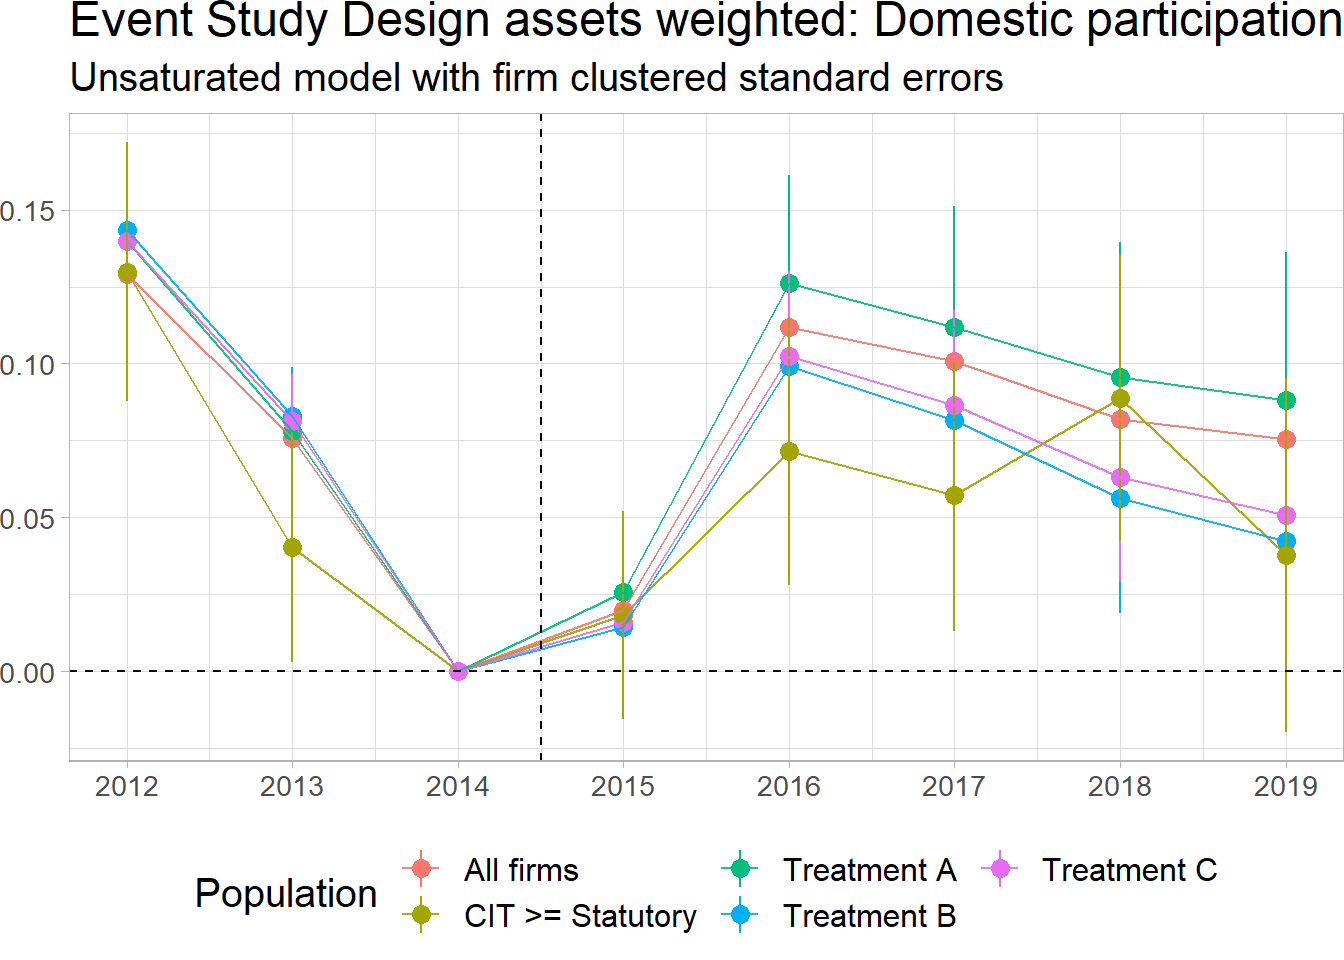 Event Study Design assets weighted: Domestic participation
Unsaturated model with firm clustered standard errors
0.15
0.10
0.05
0.00
2012 2013 2014 2015 2016 2017 2018 2019
Population
All firms Treatment A Treatment C
CIT >= Statutory Treatment B